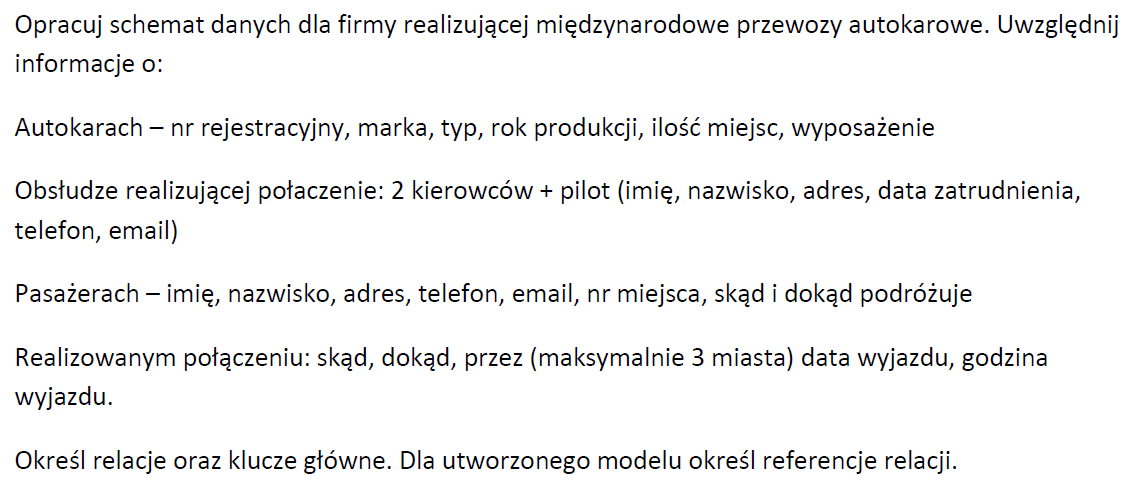 Opracuj schemat danych dla firmy realizującej międzynarodowe przewozy autokarowe. Uwzględnij
informacje o:
Autokarach – nr rejestracyjny, marka, typ, rok produkcji, ilość miejsc, wyposażenie
Obsłudze realizującej połaczenie: 2 kierowców + pilot (imię, nazwisko, adres, data zatrudnienia,
telefon, email)
Pasażerach – imię, nazwisko, adres, telefon, email, nr miejsca, skąd i dokąd podróżuje
Realizowanym połączeniu: skąd, dokąd, przez (maksymalnie 3 miasta) data wyjazdu, godzina
wyjazdu.
Określ relacje oraz klucze główne. Dla utworzonego modelu określ referencje relacji.